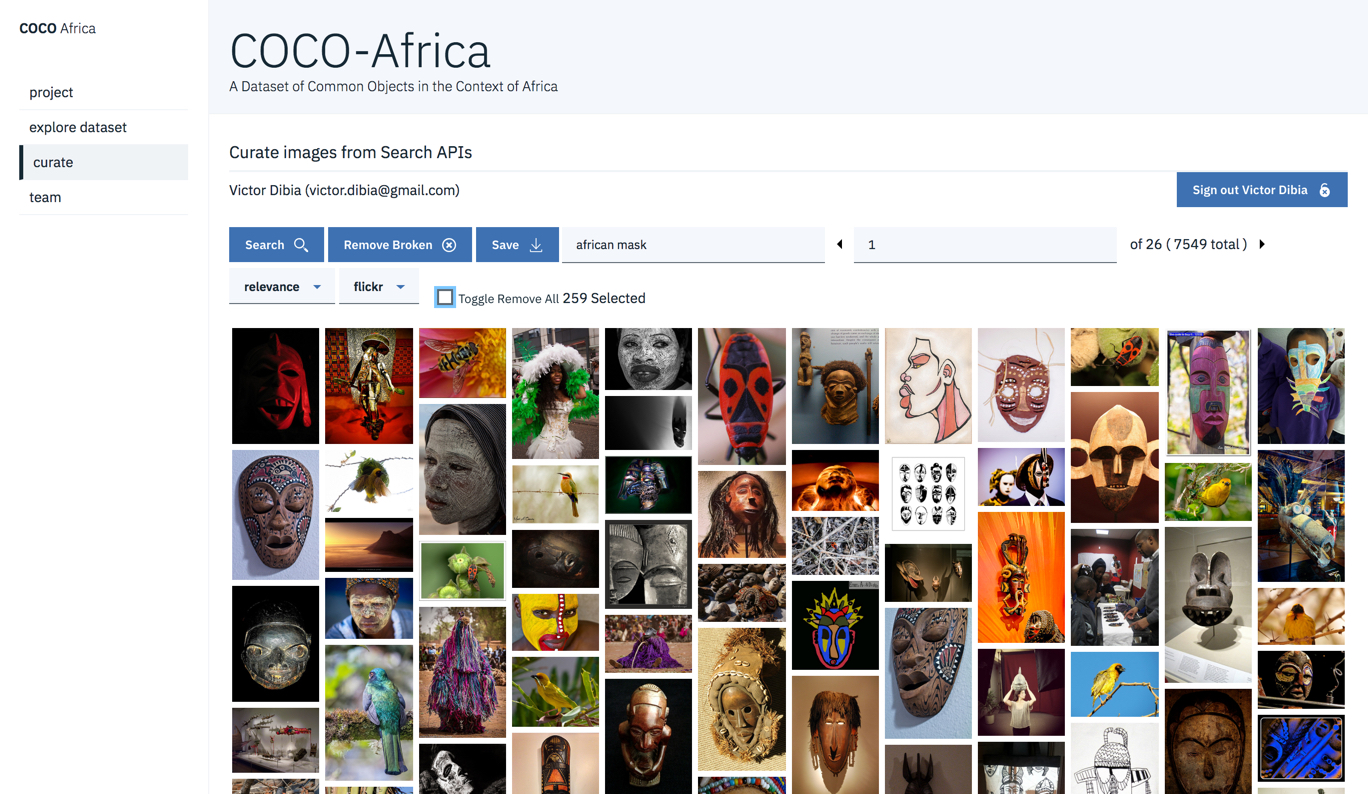 COCO Africa
project
explore dataset
curate
team
COCO-Africa
A Dataset of Common Objects in the Context of Africa
Curate images from Search APIs
Victor Dibia (victor.dibia@gmail.com)
Sign out Victor Dibia
Search
Remove Broken
Save
african mask
1
of 26 ( 7549 total )
relevance
flickr
Toggle Remove All 259 Selected